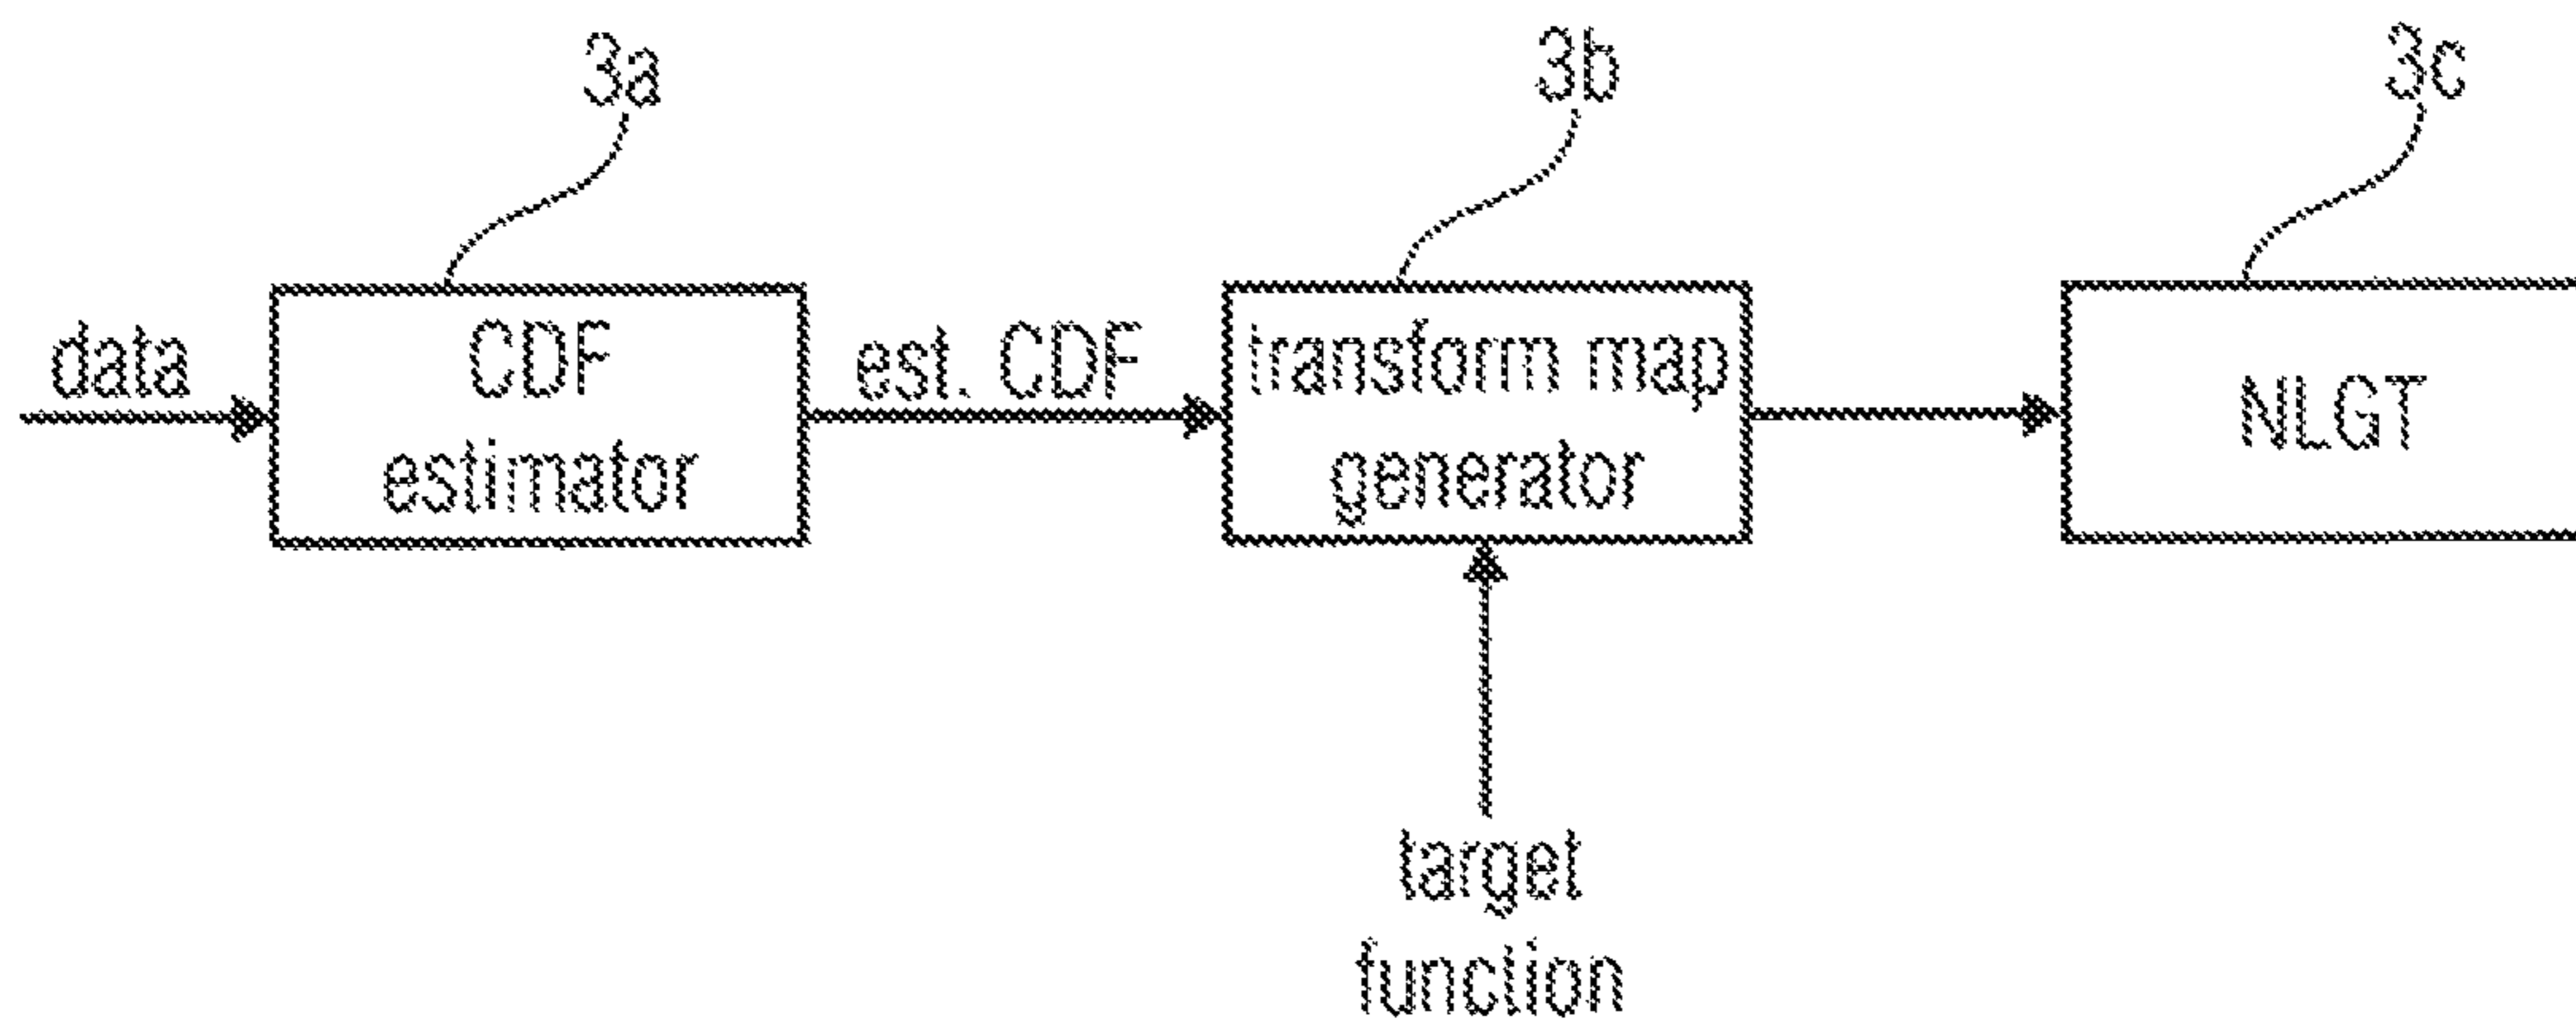 3a
3b
3c
data
CDF
estimator
est. CDF
transform map
generator
NLGT
target
function